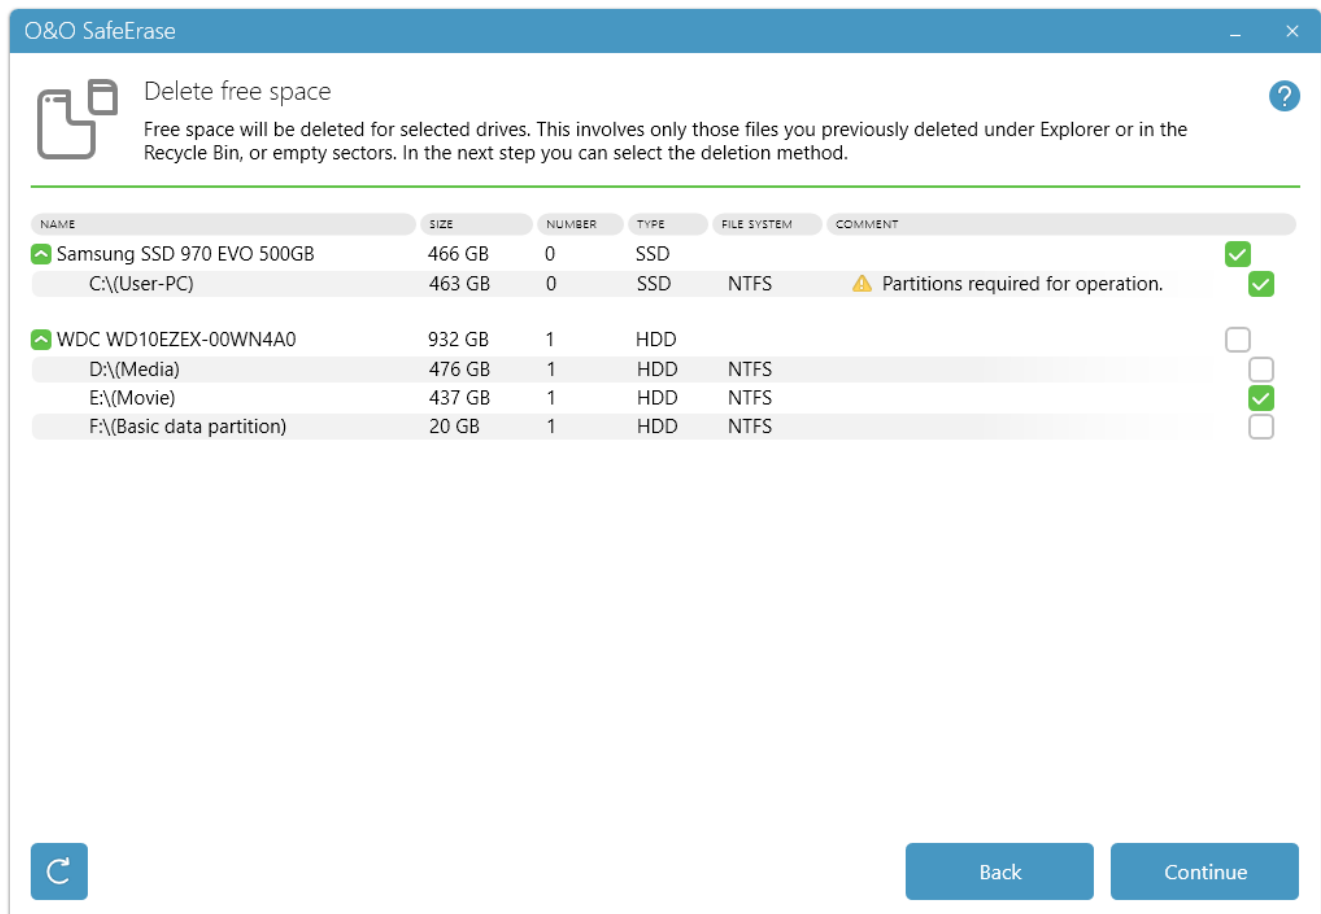 O&O SafeErase
Delete free space
?
Free space will be deleted for selected drives. This involves only those files you previously deleted under Explorer or in the
Recycle Bin, or empty sectors. In the next step you can select the deletion method.
NAME SIZE NUMBER TYPE FILE SYSTEM COMMENT
Samsung SSD 970 EVO 500GB 466 GB 0 SSD
C:\(User-PC) 463 GB 0 SSD NTFS Partitions required for operation.
WDC WD10EZEX-00WN4A0 932 GB 1 HDD
D:\(Media) 476 GB 1 HDD NTFS
E:\(Movie) 437 GB 1 HDD NTFS
F:\(Basic data partition) 20 GB 1 HDD NTFS
Back Continue